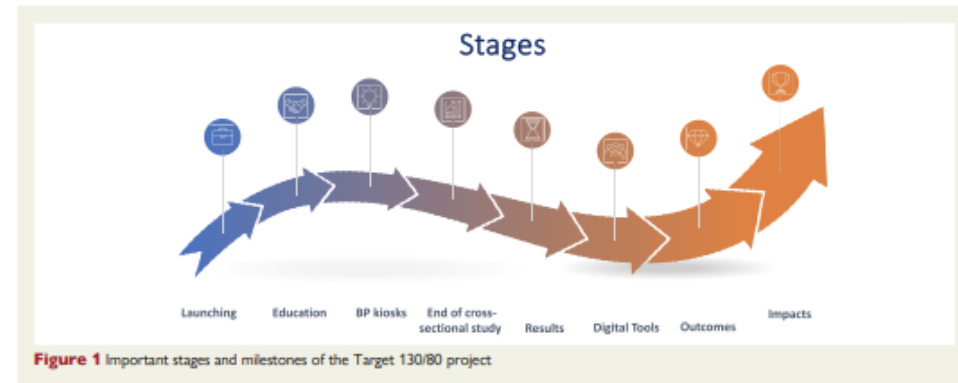 Stages
Launching
Education
BP kiosks
End of cross-
sectional study
Results
Digital Tools
Outcomes
Impacts
Figure 1 Important stages and milestones of the Target 130/80 project